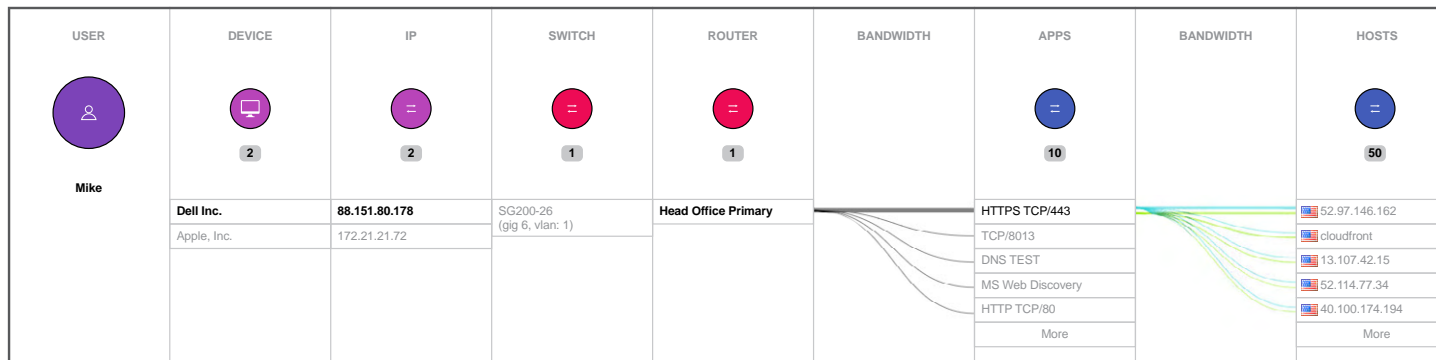 USER DEVICE IP SWITCH ROUTER BANDWIDTH APPS BANDWIDTH HOSTS
2 2 1 1 10 50
Mike
Dell Inc. 88.151.80.178 SG200-26 Head Office Primary HTTPS TCP/443 52.97.146.162
(gig 6, vlan: 1)
Apple, Inc. 172.21.21.72 TCP/8013 cloudfront
DNS TEST 13.107.42.15
MS Web Discovery 52.114.77.34
HTTP TCP/80 40.100.174.194
More More